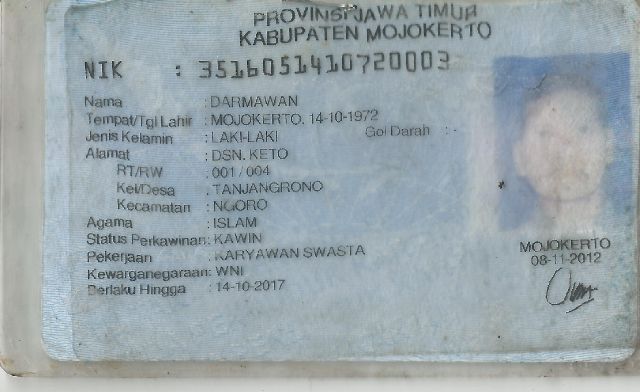 PROVINSI JAWA TIMUR
KABUPATEN MOJOKERTO
NIK : 3516051410720003
Nama : DARMAWAN
Tempat/Tgl Lahir : MOJOKERTO, 14-10-1972
Jenis Kelamin : LAKI-LAKI Gol Darah : -
Alamat : DSN. KETO
RT/RW : 001 / 004
Kel/Desa : TANJANGRONO
Kecamatan : NGORO
Agama : ISLAM
Status Perkawinan: KAWIN
Pekerjaan : KARYAWAN SWASTA
Kewarganegaraan: WNI
Berlaku Hingga : 14-10-2017
MOJOKERTO
08-11-2012